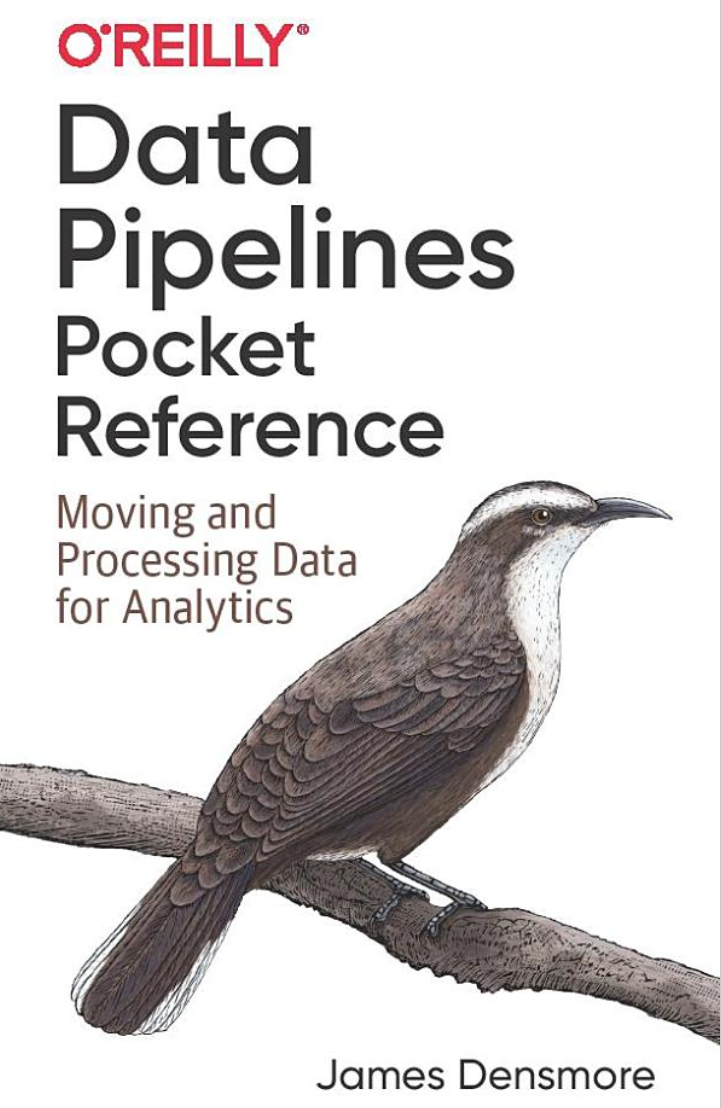 O'REILLY®
Data
Pipelines
Pocket
Reference
Moving and
Processing Data
for Analytics
James Densmore